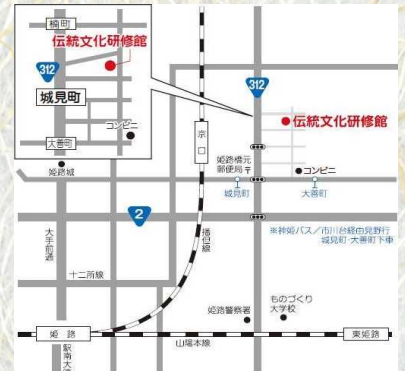 楠町
伝統文化研修館
312
城見町
コンビニ
大善町
姫路城
312
伝統文化研修館
京口
姫路橋元
郵便局〒
コンビニ
城見町
大善町
2
※神姫バス／市川台経由見野行
城見町・大善町下車
大手前通
播但線
十二所線
姫路警察署
ものづくり
大学校
姫路
山陽本線
東姫路
駅南大